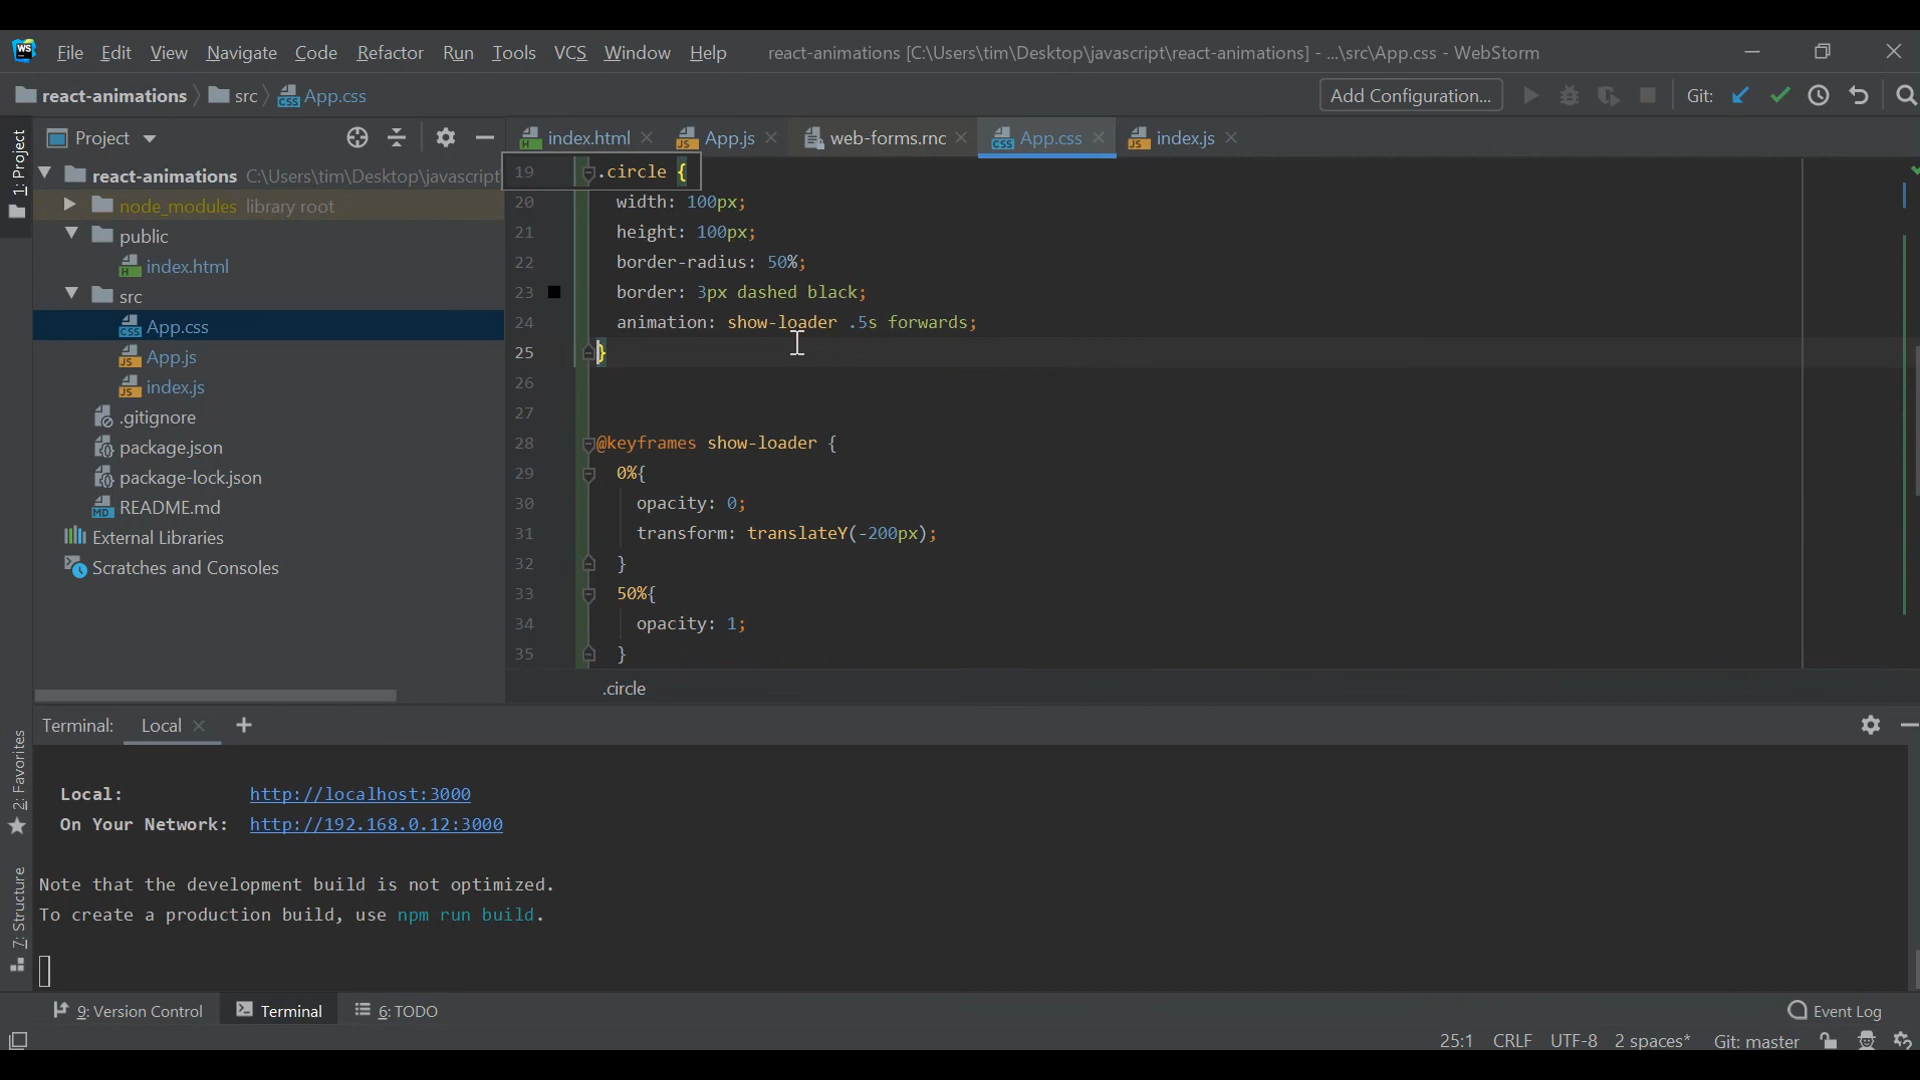 WS File Edit View Navigate Code Refactor Run Tools VCS Window Help react-animations [C:\Users\tim\Desktop\javascript\react-animations] - ...\src\App.css - WebStorm
react-animations src App.css Add Configuration... Git:
1: Project
Project
index.html App.js web-forms.rnc App.css index.js
react-animations C:\Users\tim\Desktop\javascript
node_modules library root
public
index.html
src
App.css
App.js
index.js
.gitignore
package.json
package-lock.json
README.md
External Libraries
Scratches and Consoles
19 .circle {
20 width: 100px;
21 height: 100px;
22 border-radius: 50%;
23 border: 3px dashed black;
24 animation: show-loader .5s forwards;
25 }
26
27
28 @keyframes show-loader {
29 0%{
30 opacity: 0;
31 transform: translateY(-200px);
32 }
33 50%{
34 opacity: 1;
35 }
.circle
2: Favorites
7: Structure
Terminal: Local
Local: http://localhost:3000
On Your Network: http://192.168.0.12:3000
Note that the development build is not optimized.
To create a production build, use npm run build.
9: Version Control Terminal 6: TODO Event Log
25:1 CRLF UTF-8 2 spaces* Git: master